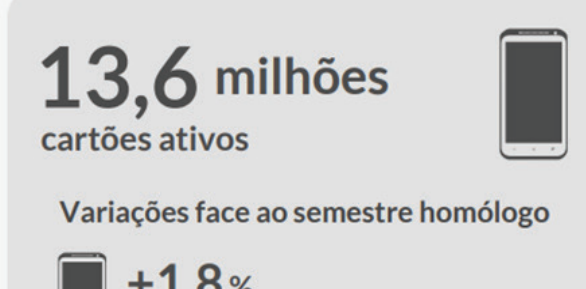 13,6 milhões
cartões ativos
Variações face ao semestre homólogo
+1,8 %